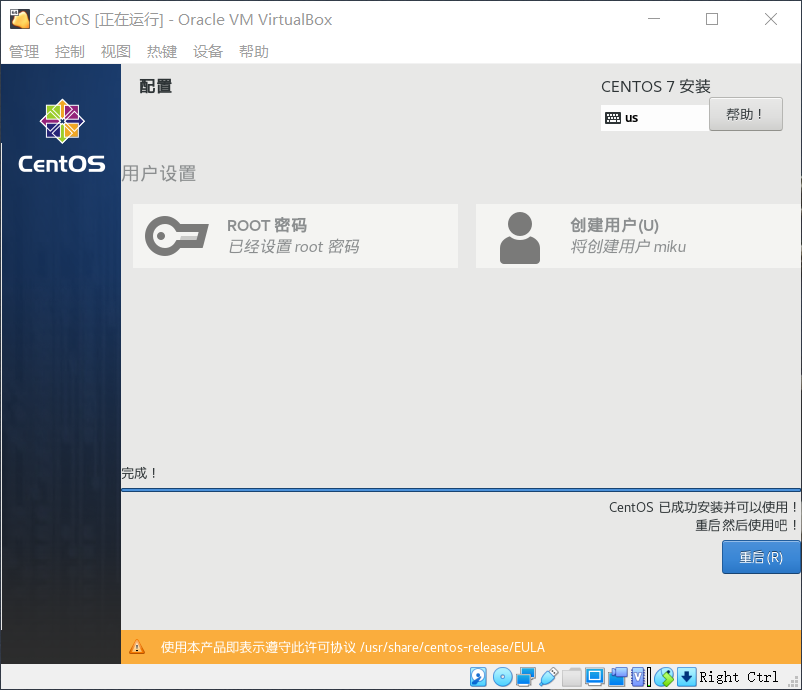 CentOS [正在运行] - Oracle VM VirtualBox
管理 控制 视图 热键 设备 帮助
配置
CENTOS 7 安装
us
帮助！
CentOS
用户设置
ROOT 密码
已经设置 root 密码
创建用户(U)
将创建用户 miku
完成！
CentOS 已成功安装并可以使用！
重启然后使用吧！
重启(R)
使用本产品即表示遵守此许可协议 /usr/share/centos-release/EULA
Right Ctrl